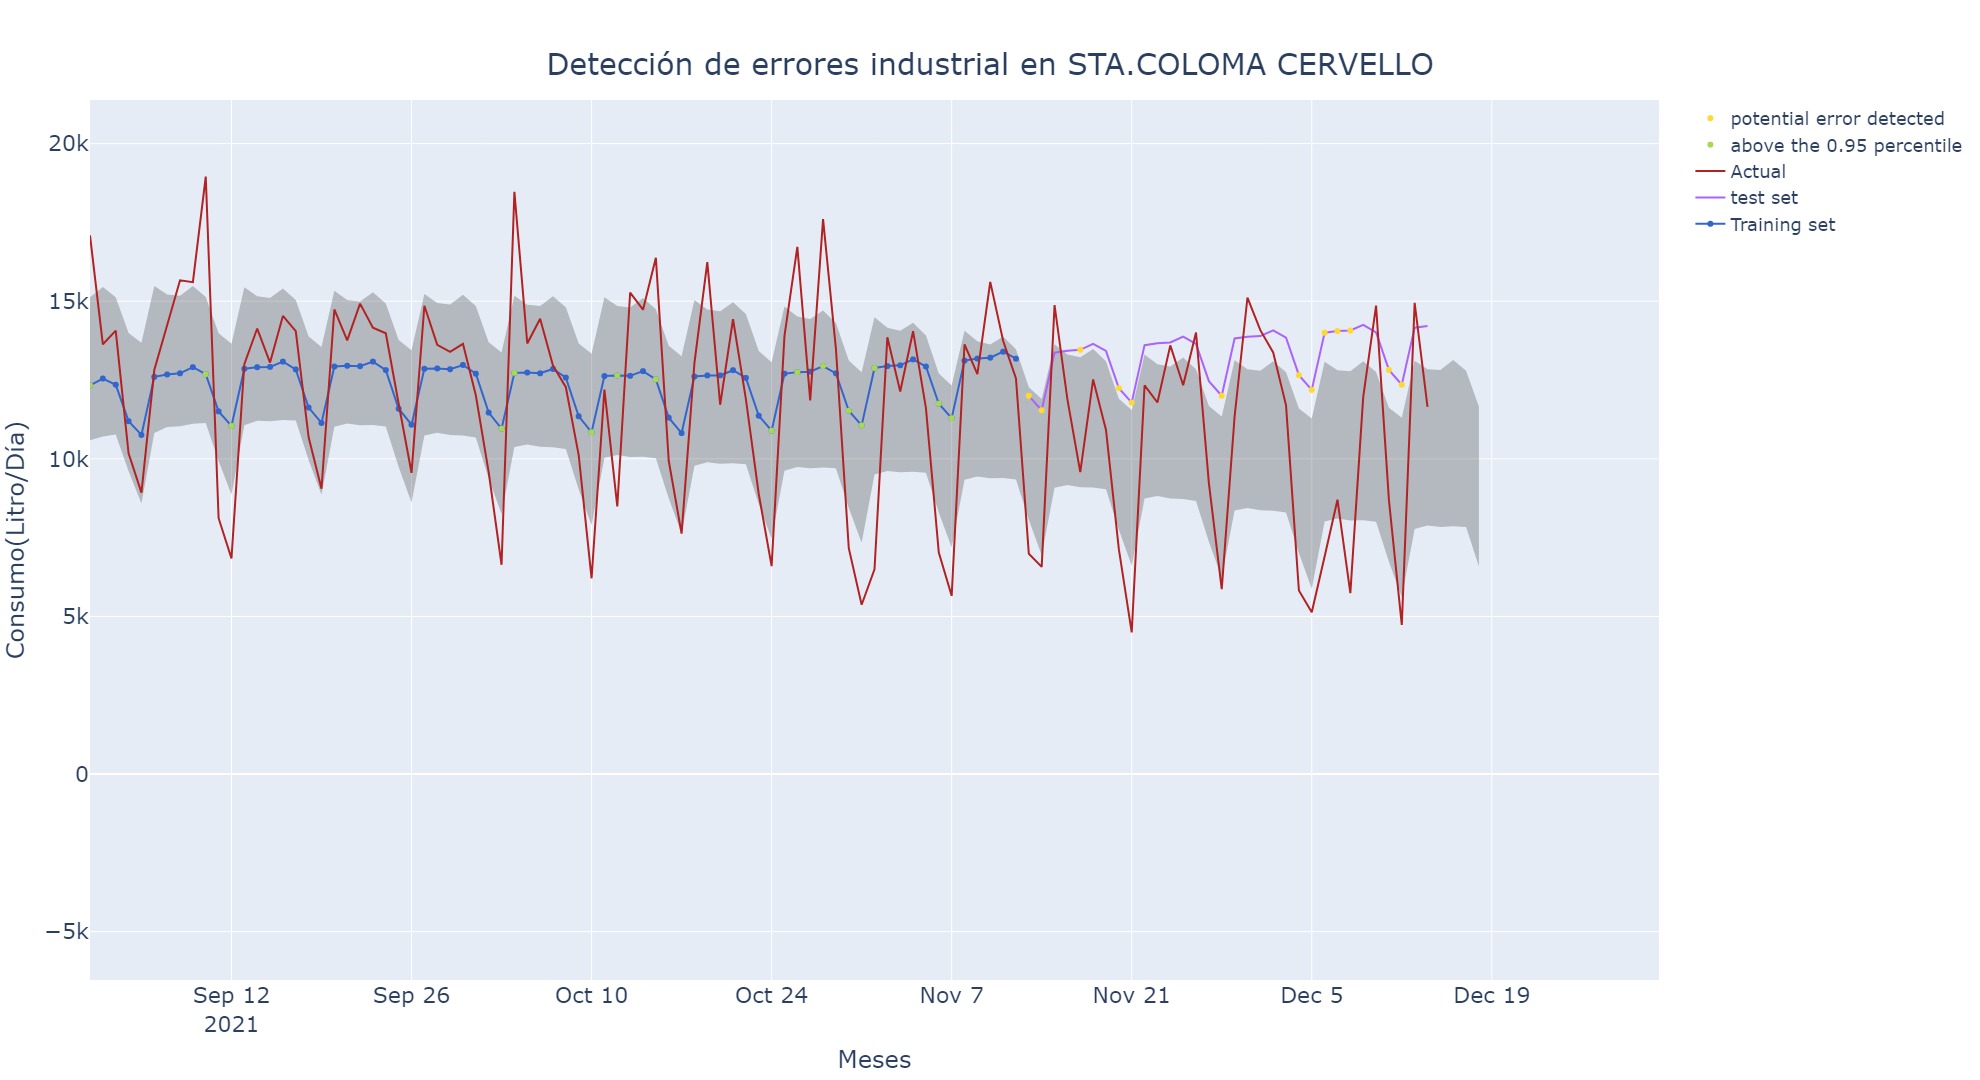 Detección de errores industrial en STA.COLOMA CERVELLO
potential error detected
above the 0.95 percentile
Actual
test set
Training set
Consumo(Litro/Día)
20k
15k
10k
5k
0
−5k
Sep 12
2021
Sep 26
Oct 10
Oct 24
Nov 7
Nov 21
Dec 5
Dec 19
Meses